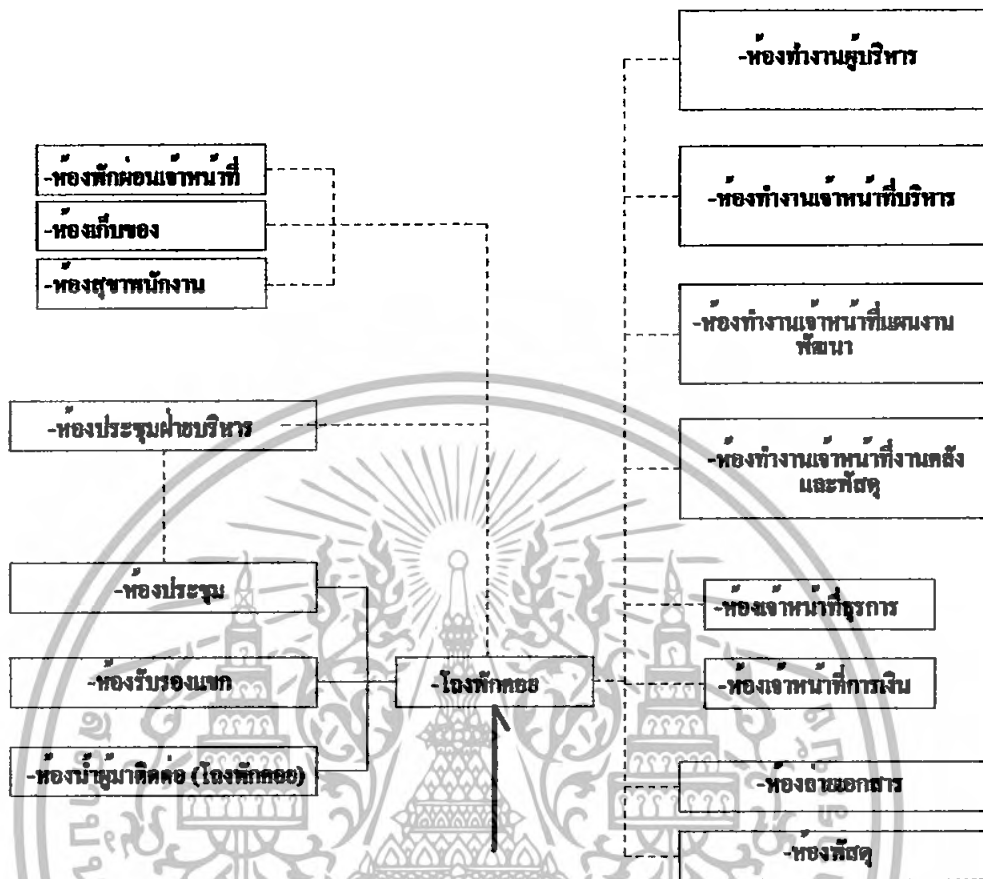 -ห้องทำงานผู้บริหาร
-ห้องพักผ่อนเจ้าหน้าที่
-ห้องเก็บของ
-ห้องสุขาพนักงาน
-ห้องทำงานเจ้าหน้าที่บริหาร
-ห้องทำงานเจ้าหน้าที่แผนงาน
พัฒนา
-ห้องประชุมฝ่ายบริหาร
-ห้องทำงานเจ้าหน้าที่งานคลัง
และพัสดุ
-ห้องประชุม
-ห้องเจ้าหน้าที่ธุรการ
-ห้องรับรองแขก
-โถงพักคอย
-ห้องเจ้าหน้าที่การเงิน
-ห้องน้ำผู้มาติดต่อ (โถงพักคอย)
-ห้องถ่ายเอกสาร
-ห้องพัสดุ